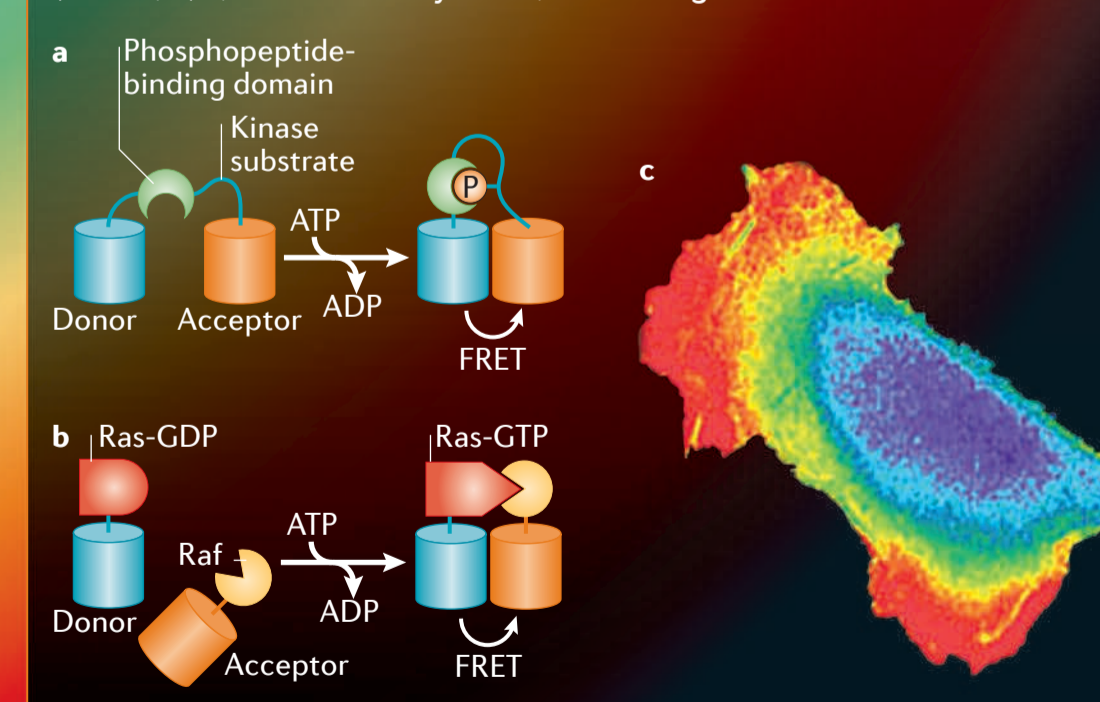 a
Phosphopeptide-
binding domain
Kinase
substrate
ATP
ADP
Donor
Acceptor
P
FRET
b
Ras-GDP
Ras-GTP
ATP
Raf
ADP
Donor
Acceptor
FRET
c